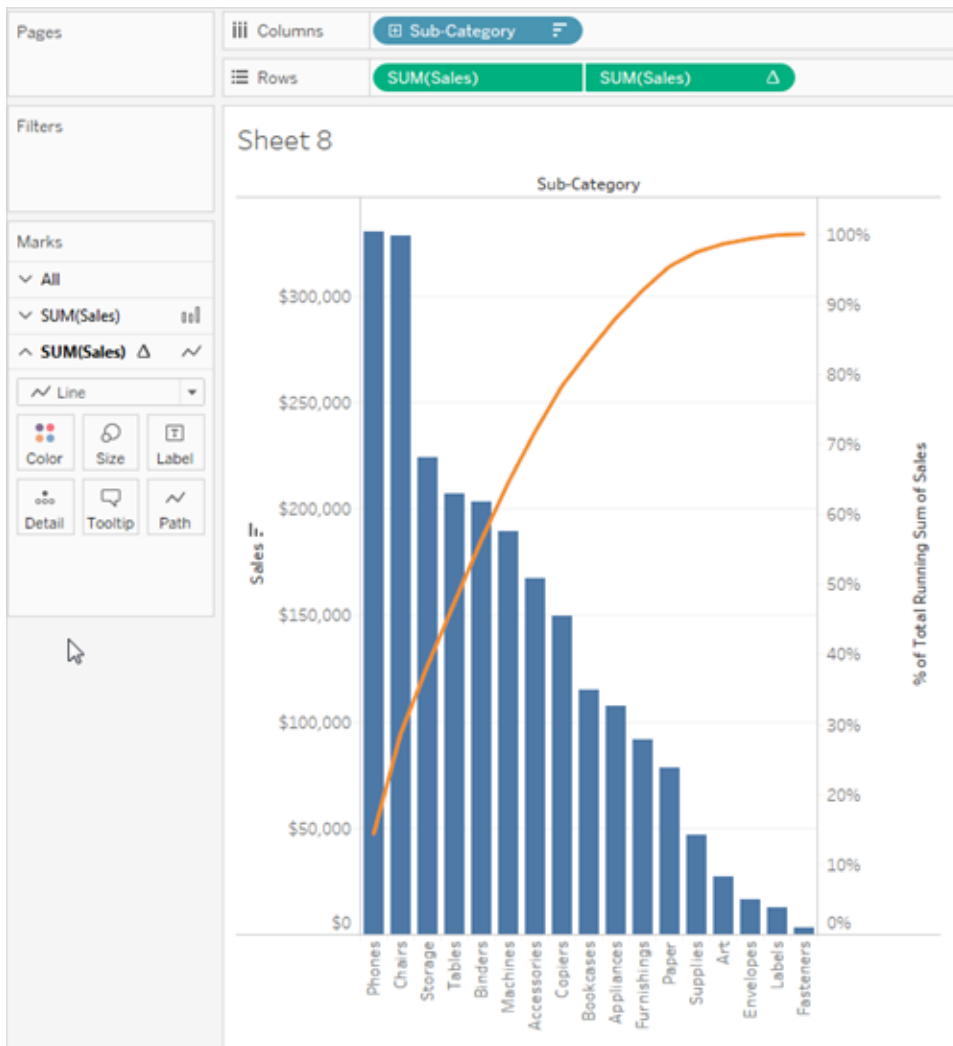 Pages
Columns
Sub-Category
Rows
SUM(Sales)
SUM(Sales) Δ
Filters
Sheet 8
Sub-Category
Marks
All
SUM(Sales)
SUM(Sales) Δ
Line
Color
Size
Label
Detail
Tooltip
Path
Sales
$300,000
$250,000
$200,000
$150,000
$100,000
$50,000
$0
100%
90%
80%
70%
60%
50%
40%
30%
20%
10%
0%
% of Total Running Sum of Sales
Phones
Chairs
Storage
Tables
Binders
Machines
Accessories
Copiers
Bookcases
Appliances
Furnishings
Paper
Supplies
Art
Envelopes
Labels
Fasteners